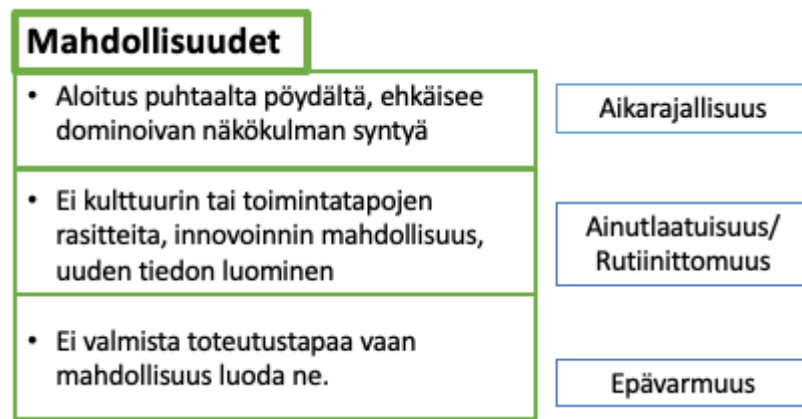 Mahdollisuudet
• Aloitus puhtaalta pöydältä, ehkäisee
dominoivan näkökulman syntyä
Aikarajallisuus
• Ei kulttuurin tai toimintatapojen
rasitteita, innovoinnin mahdollisuus,
uuden tiedon luominen
Ainutlaatuisuus/
Rutiinittomuus
• Ei valmista toteutustapaa vaan
mahdollisuus luoda ne.
Epävarmuus